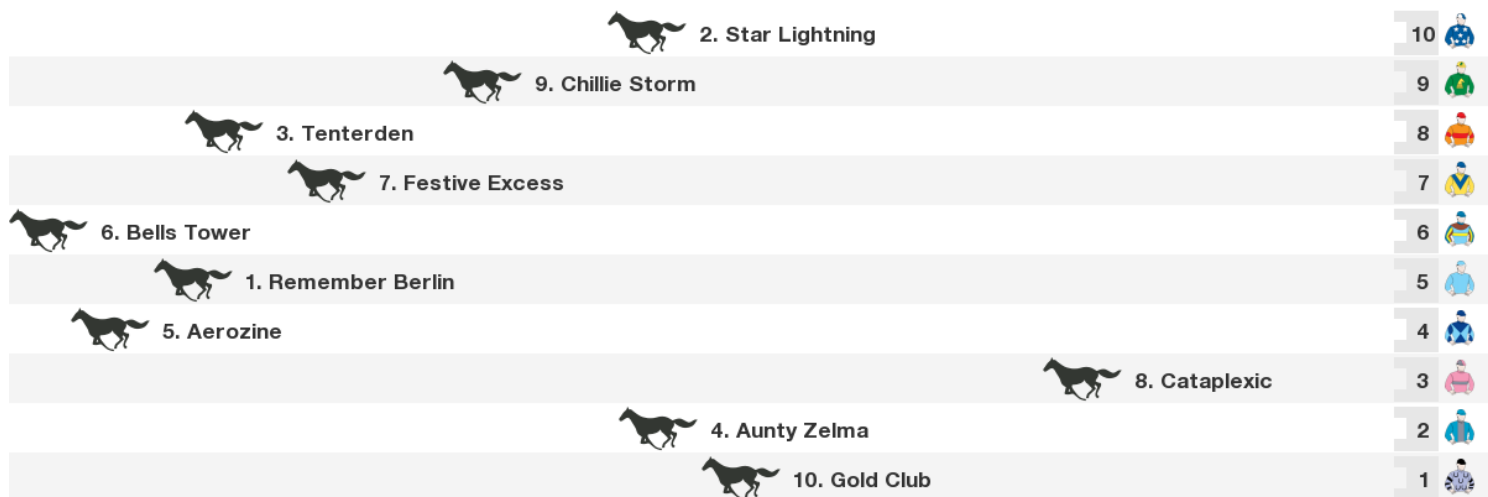 2. Star Lightning 10
9. Chillie Storm 9
3. Tenterden 8
7. Festive Excess 7
6. Bells Tower 6
1. Remember Berlin 5
5. Aerozine 4
8. Cataplexic 3
4. Aunty Zelma 2
10. Gold Club 1